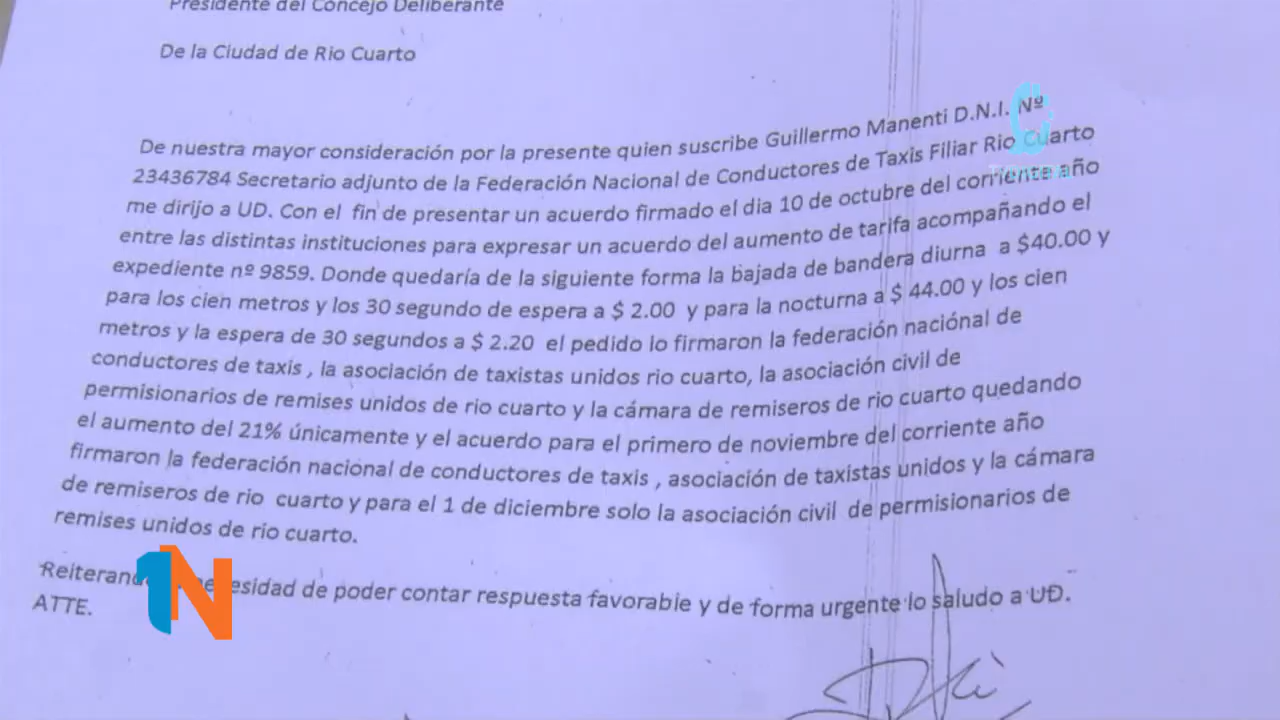 Presidente del Concejo Deliberante
De la Ciudad de Rio Cuarto
De nuestra mayor consideración por la presente quien suscribe Guillermo Manenti D.N.I. Nº
23436784 Secretario adjunto de la Federación Nacional de Conductores de Taxis Filiar Rio Cuarto
me dirijo a UD. Con el fin de presentar un acuerdo firmado el dia 10 de octubre del corriente año
entre las distintas instituciones para expresar un acuerdo del aumento de tarifa acompañando el
expediente nº 9859. Donde quedaría de la siguiente forma la bajada de bandera diurna a $40.00 y
para los cien metros y los 30 segundo de espera a $ 2.00 y para la nocturna a $ 44.00 y los cien
metros y la espera de 30 segundos a $ 2.20 el pedido lo firmaron la federación naciónal de
conductores de taxis , la asociación de taxistas unidos rio cuarto, la asociación civil de
permisionarios de remises unidos de rio cuarto y la cámara de remiseros de rio cuarto quedando
el aumento del 21% únicamente y el acuerdo para el primero de noviembre del corriente año
firmaron la federación nacional de conductores de taxis , asociación de taxistas unidos y la cámara
de remiseros de rio cuarto y para el 1 de diciembre solo la asociación civil de permisionarios de
remises unidos de rio cuarto.
Reiterando necesidad de poder contar respuesta favorable y de forma urgente lo saludo a UD.
ATTE.
1N